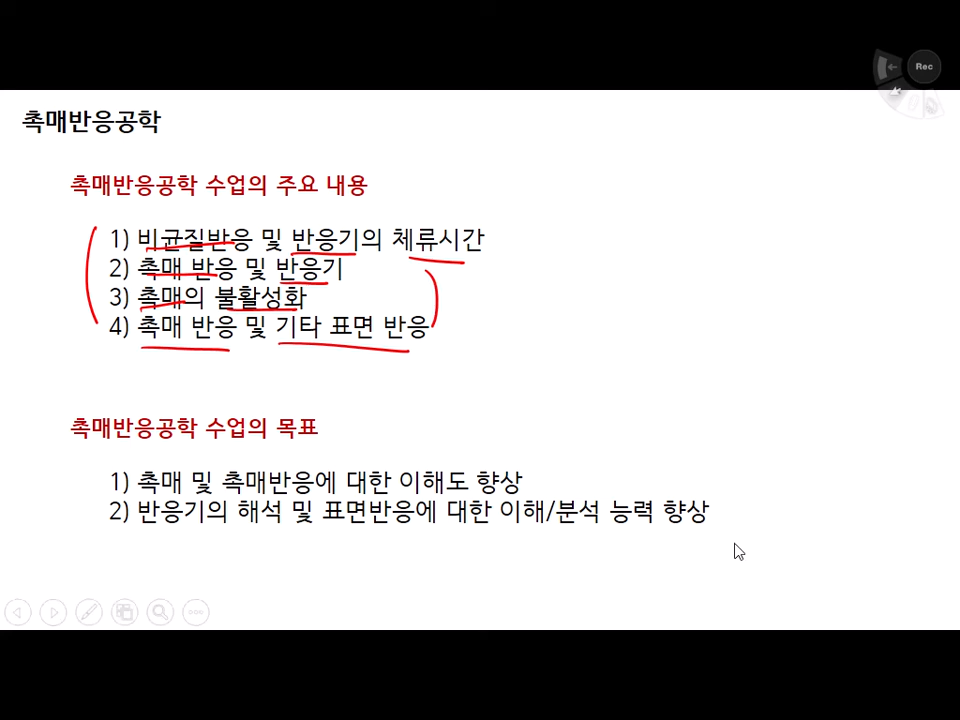 Rec
촉매반응공학
촉매반응공학 수업의 주요 내용
1) 비균질반응 및 반응기의 체류시간
2) 촉매 반응 및 반응기
3) 촉매의 불활성화
4) 촉매 반응 및 기타 표면 반응
촉매반응공학 수업의 목표
1) 촉매 및 촉매반응에 대한 이해도 향상
2) 반응기의 해석 및 표면반응에 대한 이해/분석 능력 향상